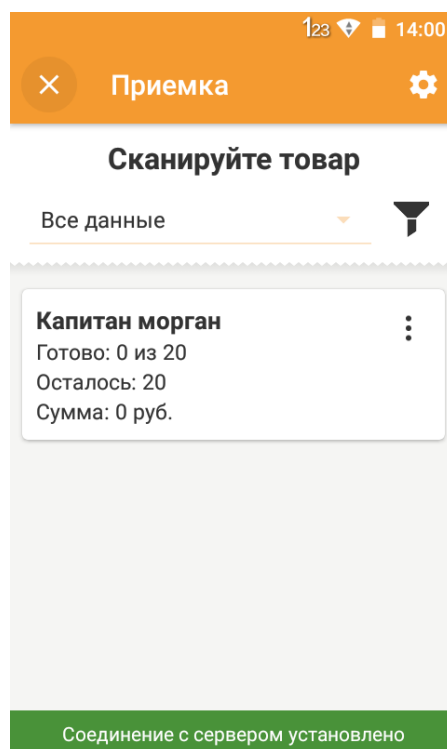 123 14:00
Приемка
Сканируйте товар
Все данные
Капитан морган
Готово: 0 из 20
Осталось: 20
Сумма: 0 руб.
Соединение с сервером установлено